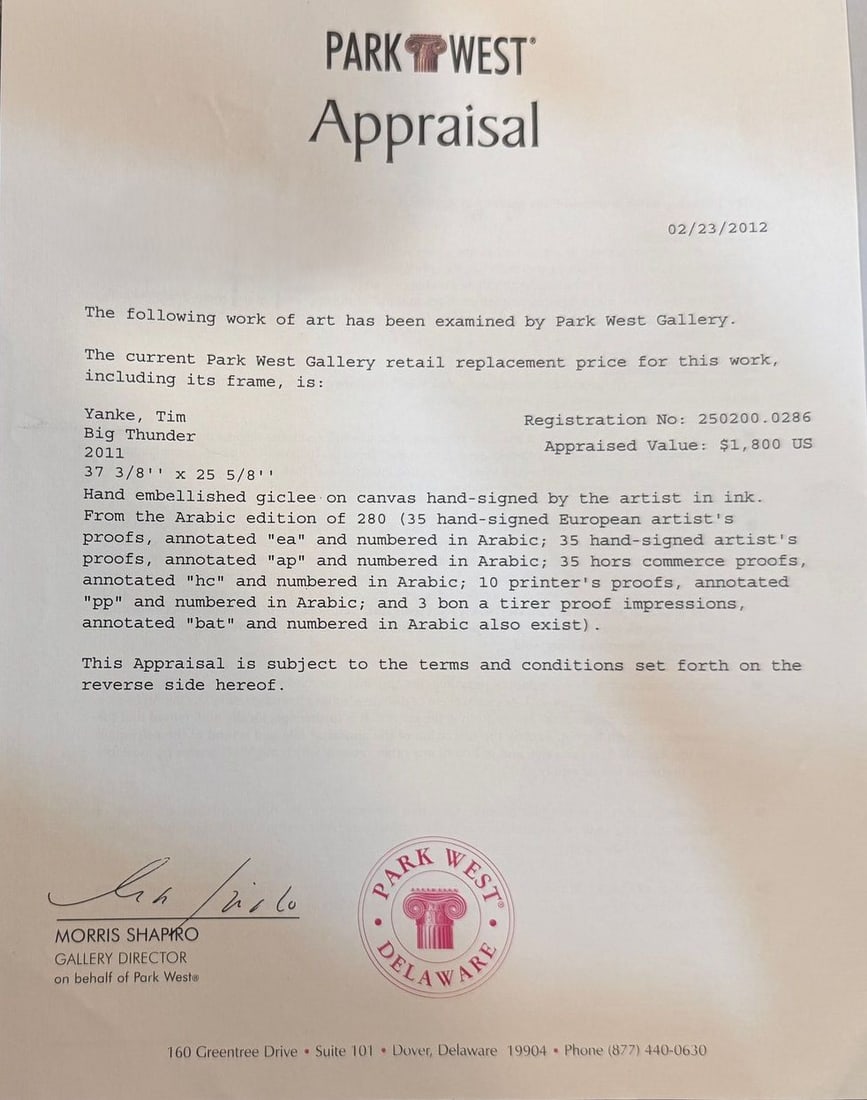 PARK WEST®
Appraisal
02/23/2012
The following work of art has been examined by Park West Gallery.
The current Park West Gallery retail replacement price for this work,
including its frame, is:
Yanke, Tim
Big Thunder
2011
37 3/8'' x 25 5/8''
Registration No: 250200.0286
Appraised Value: $1,800 US
Hand embellished giclee on canvas hand-signed by the artist in ink.
From the Arabic edition of 280 (35 hand-signed European artist's
proofs, annotated "ea" and numbered in Arabic; 35 hand-signed artist's
proofs, annotated "ap" and numbered in Arabic; 35 hors commerce proofs,
annotated "hc" and numbered in Arabic; 10 printer's proofs, annotated
"pp" and numbered in Arabic; and 3 bon a tirer proof impressions,
annotated "bat" and numbered in Arabic also exist).
This Appraisal is subject to the terms and conditions set forth on the
reverse side hereof.
MORRIS SHAPIRO
GALLERY DIRECTOR
on behalf of Park West®
PARK WEST®
• DELAWARE •
160 Greentree Drive • Suite 101 • Dover, Delaware 19904 • Phone (877) 440-0630